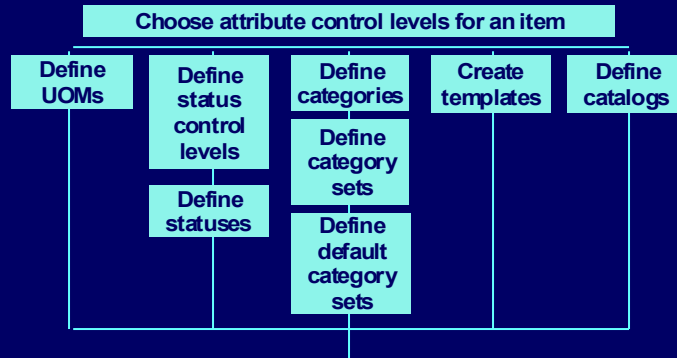 Choose attribute control levels for an item
Define
UOMs
Define
status
control
levels
Define
statuses
Define
categories
Define
category
sets
Define
default
category
sets
Create
templates
Define
catalogs